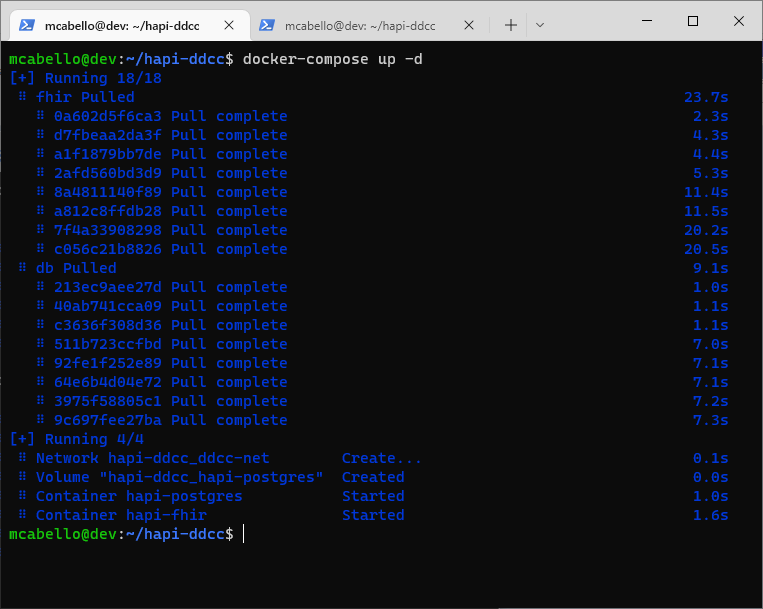 mcabello@dev: ~/hapi-ddcc
mcabello@dev: ~/hapi-ddcc
mcabello@dev:~/hapi-ddcc$ docker-compose up -d
[+] Running 18/18
⠿ fhir Pulled 23.7s
⠿ 0a602d5f6ca3 Pull complete 2.3s
⠿ d7fbeaa2da3f Pull complete 4.3s
⠿ a1f1879bb7de Pull complete 4.4s
⠿ 2afd560bd3d9 Pull complete 5.3s
⠿ 8a4811140f89 Pull complete 11.4s
⠿ a812c8ffdb28 Pull complete 11.5s
⠿ 7f4a33908298 Pull complete 20.2s
⠿ c056c21b8826 Pull complete 20.5s
⠿ db Pulled 9.1s
⠿ 213ec9aee27d Pull complete 1.0s
⠿ 40ab741cca09 Pull complete 1.1s
⠿ c3636f308d36 Pull complete 1.1s
⠿ 511b723ccfbd Pull complete 7.0s
⠿ 92fe1f252e89 Pull complete 7.1s
⠿ 64e6b4d04e72 Pull complete 7.1s
⠿ 3975f58805c1 Pull complete 7.2s
⠿ 9c697fee27ba Pull complete 7.3s
[+] Running 4/4
⠿ Network hapi-ddcc_ddcc-net Create... 0.1s
⠿ Volume "hapi-ddcc_hapi-postgres" Created 0.0s
⠿ Container hapi-postgres Started 1.0s
⠿ Container hapi-fhir Started 1.6s
mcabello@dev:~/hapi-ddcc$